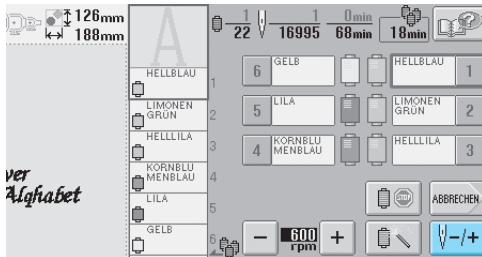 126mm
188mm
A
1
22
1
16995
0min
68min
18min
HELLBLAU
1
LIMONEN
GRÜN
2
HELLLILA
3
KORNBLU
MENBLAU
4
LILA
5
GELB
6
ver
Alphabet
6
GELB
HELLBLAU
1
5
LILA
LIMONEN
GRÜN
2
4
KORNBLU
MENBLAU
HELLLILA
3
STOP
ABBRECHEN
−
600
rpm
+
−/+